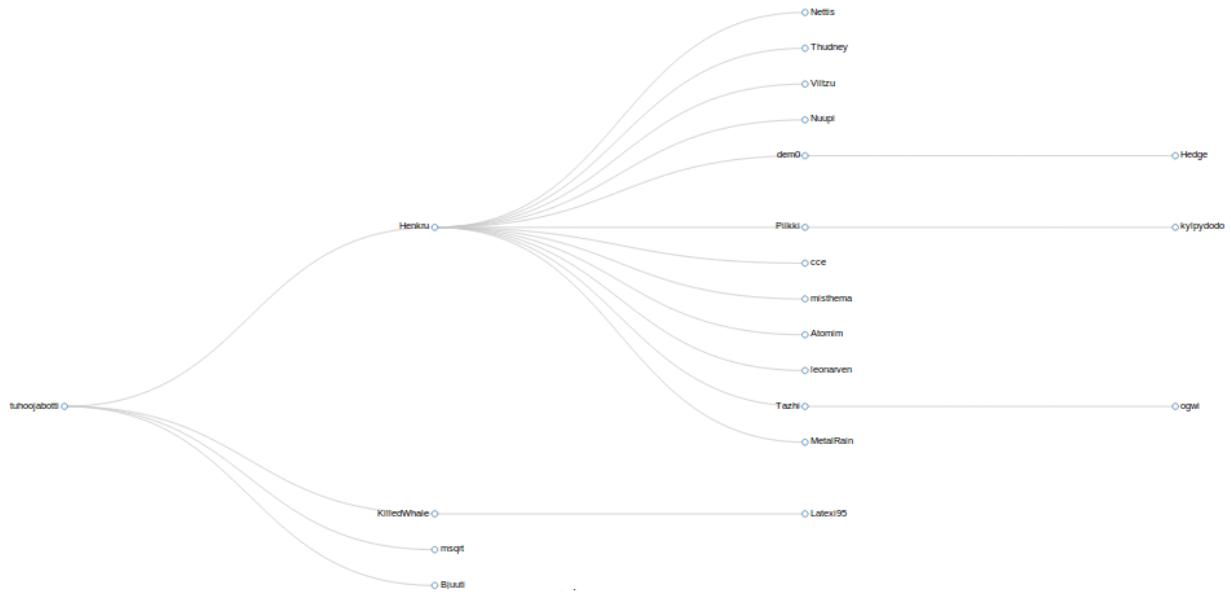 Nettis
Thudney
Viltzu
Nuupi
dem0
Hedge
Henkru
Piikki
kylpydodo
cce
misthema
Atomim
leonarven
tuhoojabotti
Tazhi
ogwi
MetalRain
KilledWhale
Latexi95
msqrt
Bjuuti